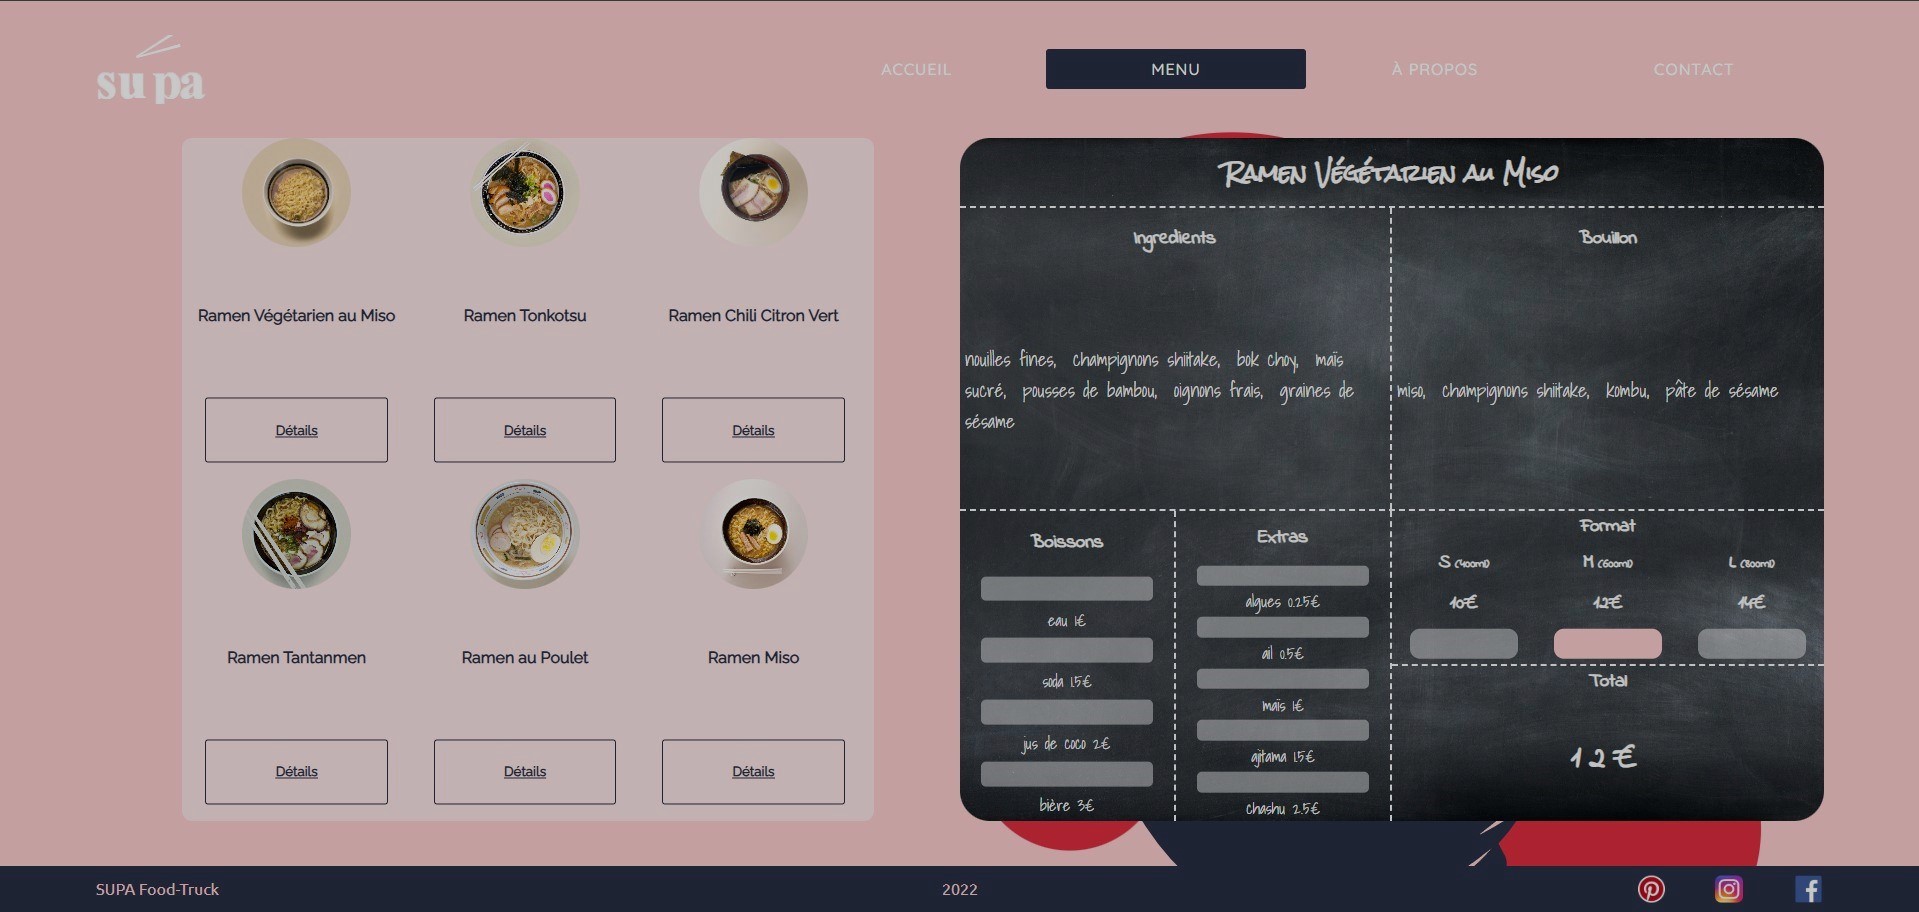 su pa
ACCUEIL
MENU
À PROPOS
CONTACT
Ramen Végétarien au Miso
Ramen Tonkotsu
Ramen Chili Citron Vert
Détails
Détails
Détails
Ramen Tantanmen
Ramen au Poulet
Ramen Miso
Détails
Détails
Détails
Ramen Végétarien au Miso
Ingredients
nouilles fines, champignons shiitake, bok choy, maïs
sucré, pousses de bambou, oignons frais, graines de
sésame
Bouillon
miso, champignons shiitake, kombu, pâte de sésame
Boissons
eau 1€
soda 1.5€
jus de coco 2€
bière 3€
Extras
algues 0.25€
ail 0.5€
maïs 1€
ajitama 1.5€
chashu 2.5€
Format
S (400ml)
M (600ml)
L (800ml)
10€
12€
14€
Total
12€
SUPA Food-Truck
2022